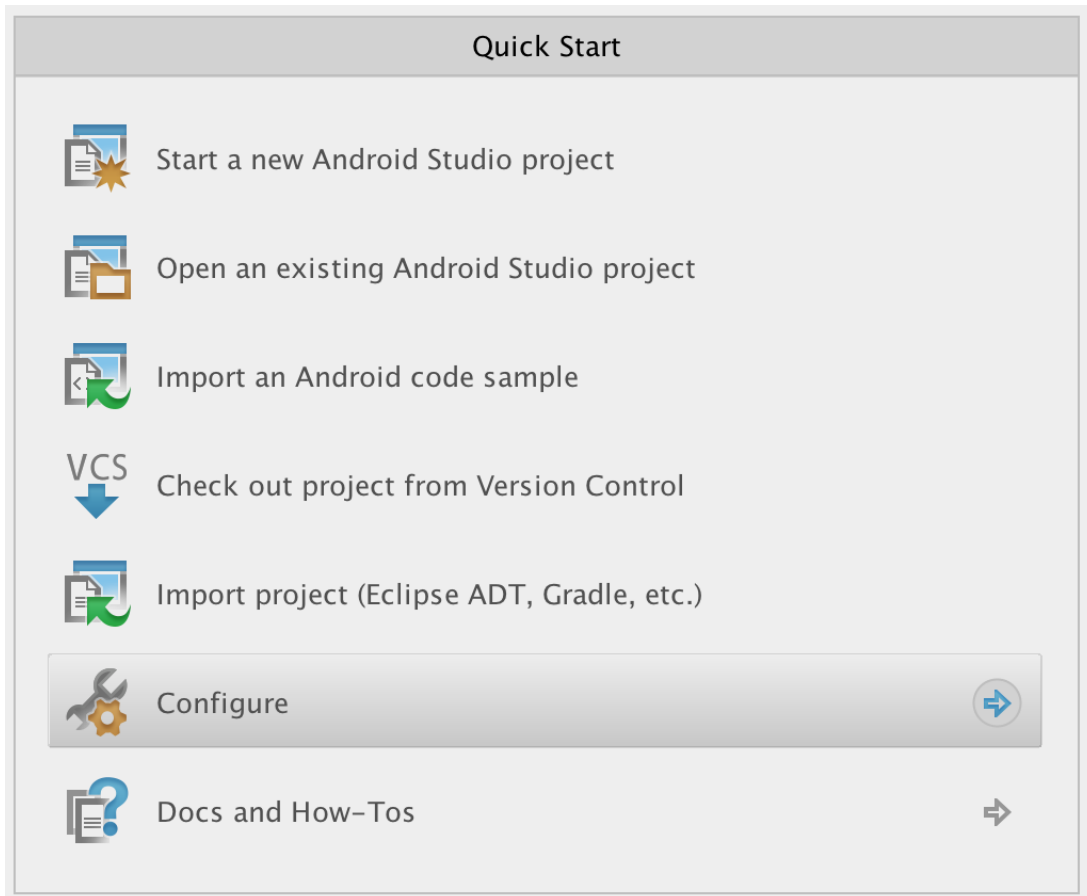 Quick Start
Start a new Android Studio project
Open an existing Android Studio project
Import an Android code sample
VCS
Check out project from Version Control
Import project (Eclipse ADT, Gradle, etc.)
Configure
Docs and How-Tos